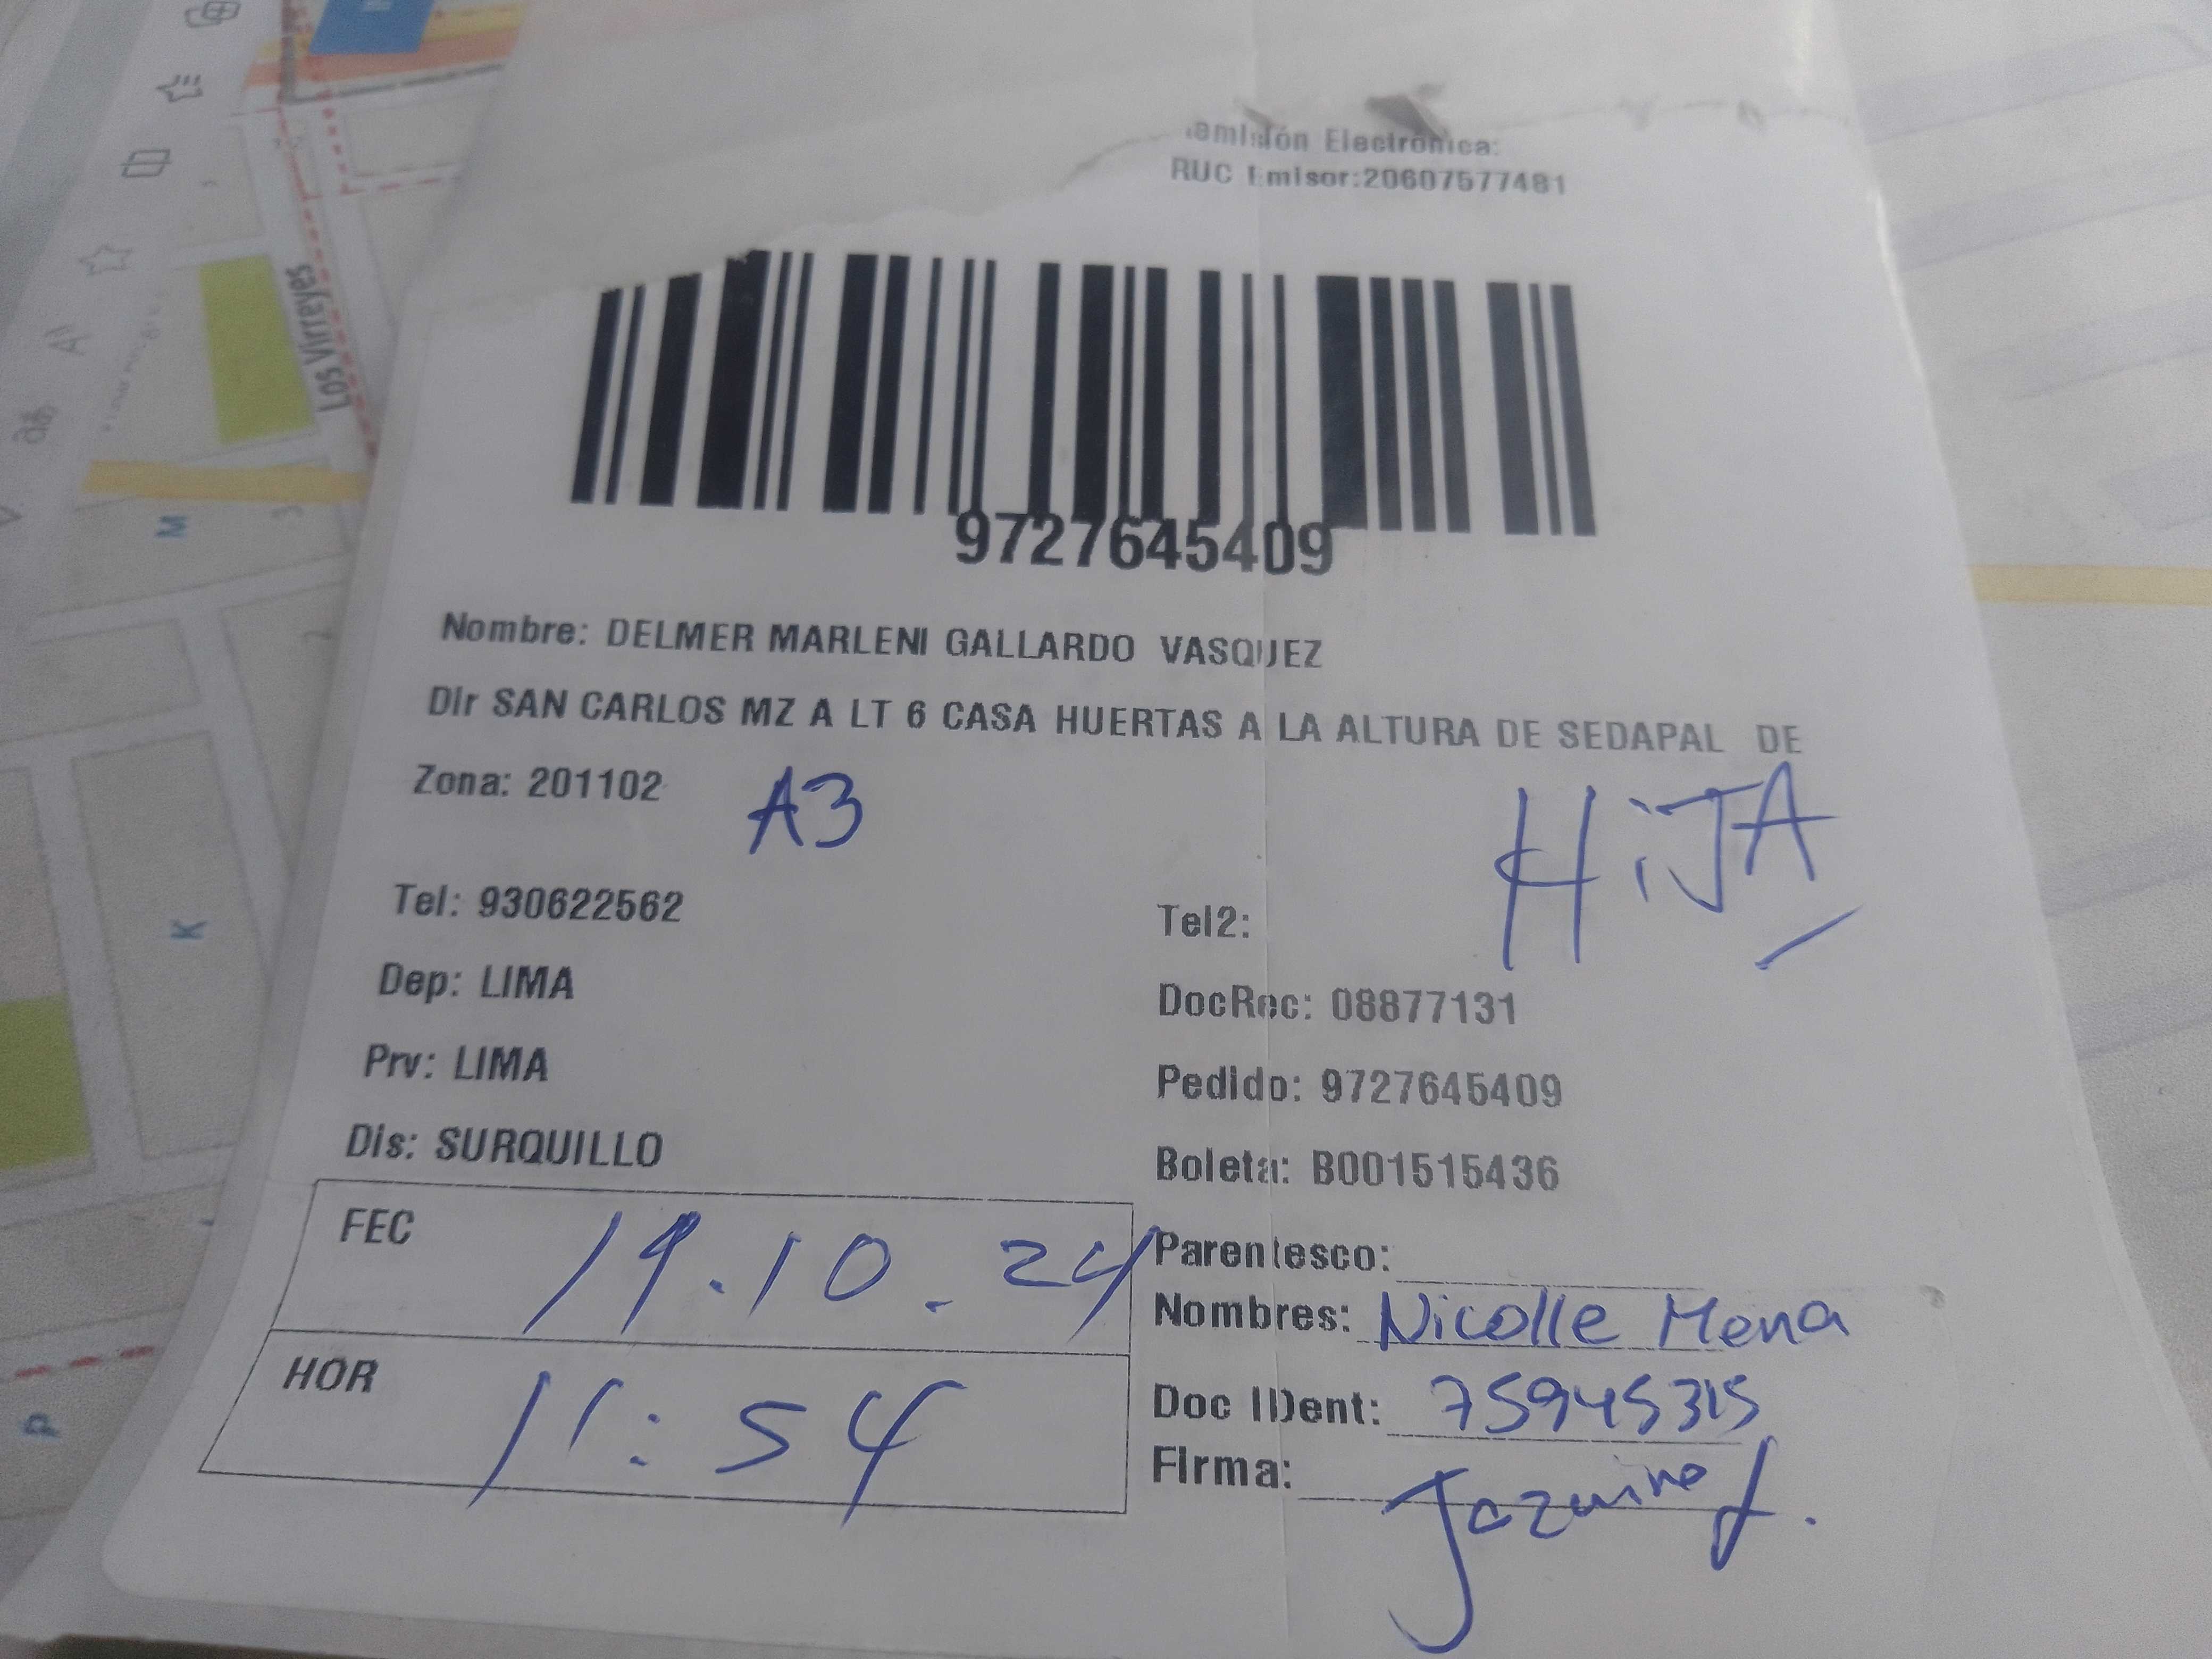 Emisión Electrónica:
RUC Emisor:20607577481
9727645409
Nombre: DELMER MARLENI GALLARDO VASQUEZ
Dir SAN CARLOS MZ A LT 6 CASA HUERTAS A LA ALTURA DE SEDAPAL DE
Zona: 201102 A3
HiJA
Tel: 930622562
Tel2:
Dep: LIMA
DocRec: 08877131
Prv: LIMA
Pedido: 9727645409
Dis: SURQUILLO
Boleta: B001515436
FEC 19.10.24
Parentesco:
Nombres: Nicolle Mena
HOR 11:54
Doc IDent: 75945315
Firma:
Los Virreyes
M
K
P